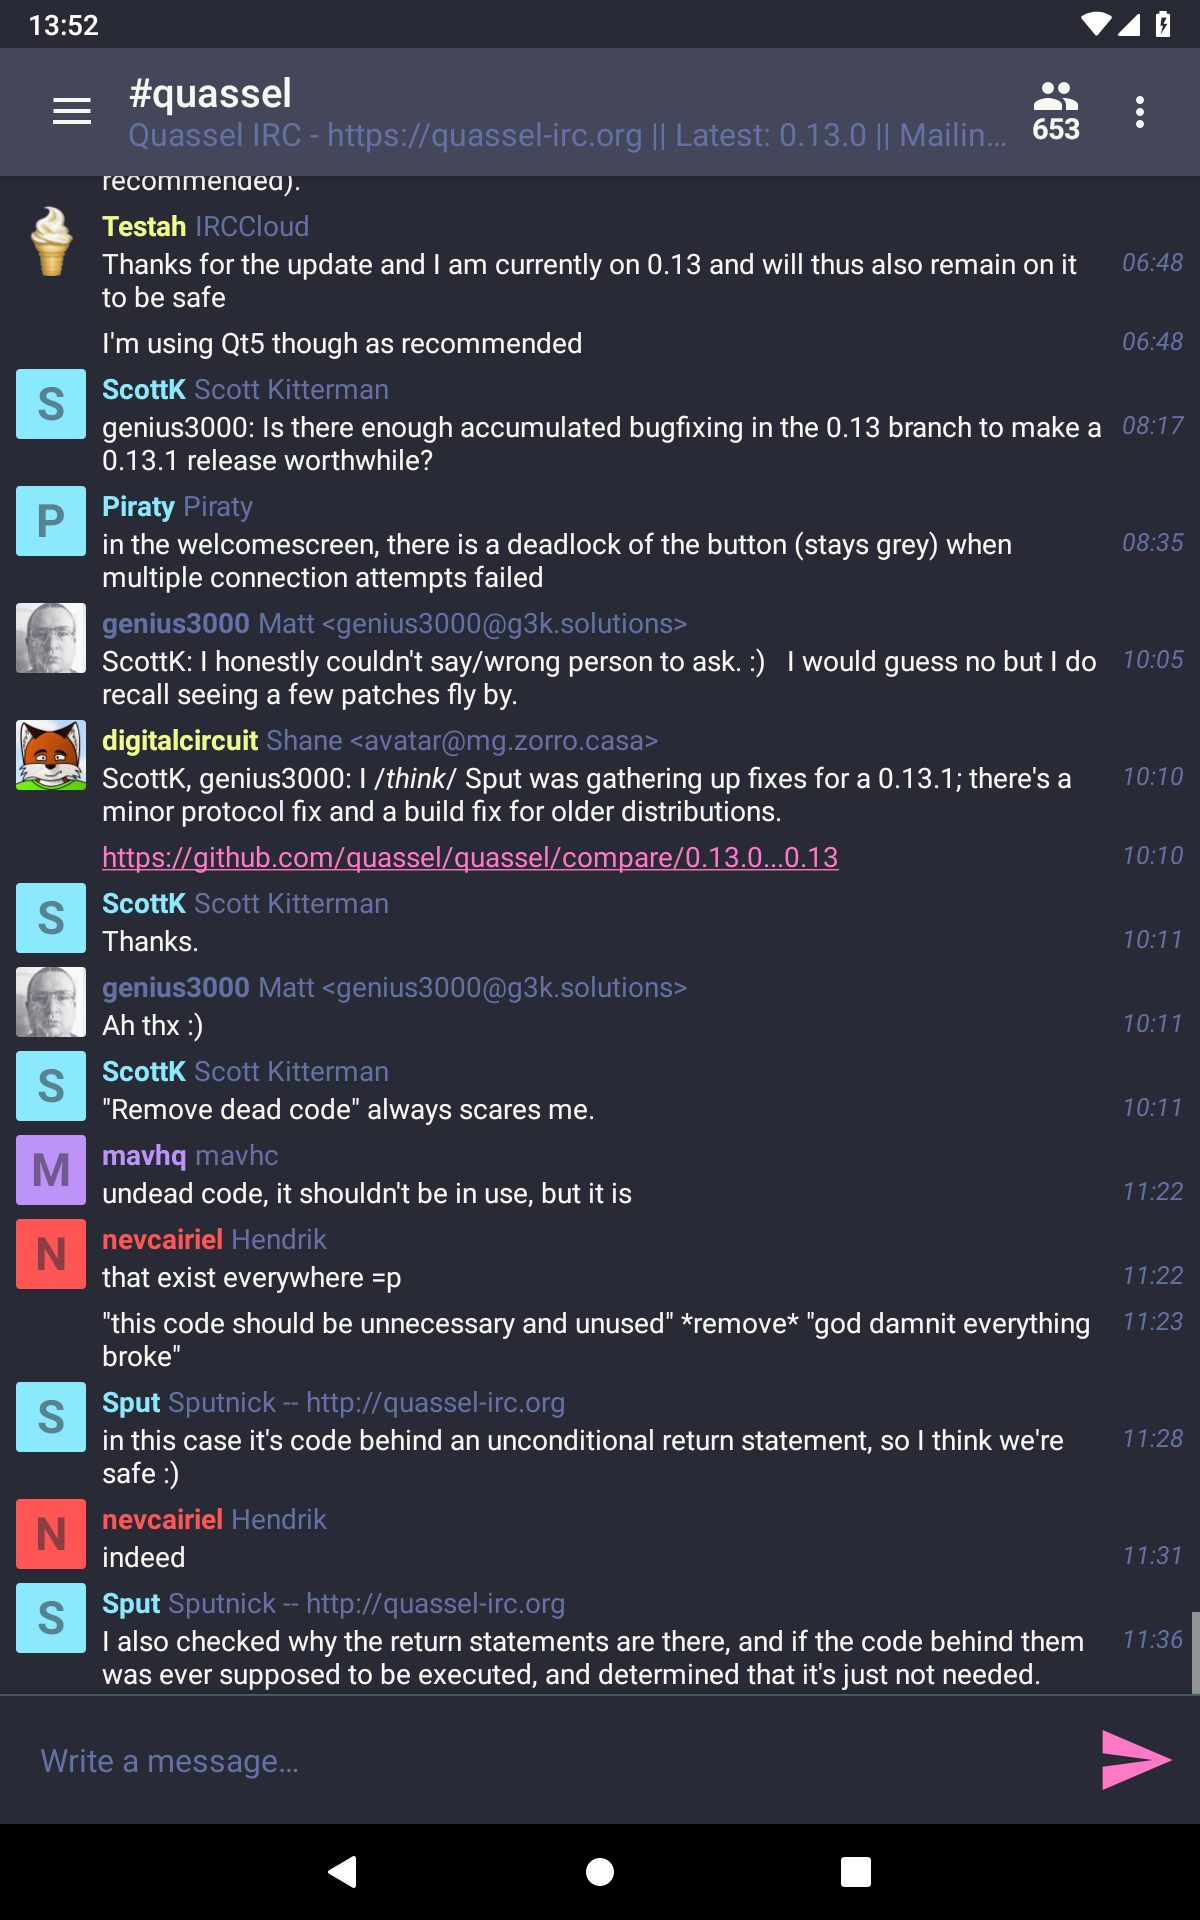 13:52
#quassel
Quassel IRC - https://quassel-irc.org || Latest: 0.13.0 || Mailin...
653
recommended).
Testah IRCCloud
Thanks for the update and I am currently on 0.13 and will thus also remain on it 06:48
to be safe
I'm using Qt5 though as recommended 06:48
S
ScottK Scott Kitterman
genius3000: Is there enough accumulated bugfixing in the 0.13 branch to make a 08:17
0.13.1 release worthwhile?
P
Piraty Piraty
in the welcomescreen, there is a deadlock of the button (stays grey) when 08:35
multiple connection attempts failed
genius3000 Matt <genius3000@g3k.solutions>
ScottK: I honestly couldn't say/wrong person to ask. :)   I would guess no but I do 10:05
recall seeing a few patches fly by.
digitalcircuit Shane <avatar@mg.zorro.casa>
ScottK, genius3000: I /think/ Sput was gathering up fixes for a 0.13.1; there's a 10:10
minor protocol fix and a build fix for older distributions.
https://github.com/quassel/quassel/compare/0.13.0...0.13 10:10
S
ScottK Scott Kitterman
Thanks. 10:11
genius3000 Matt <genius3000@g3k.solutions>
Ah thx :) 10:11
S
ScottK Scott Kitterman
"Remove dead code" always scares me. 10:11
M
mavhq mavhc
undead code, it shouldn't be in use, but it is 11:22
N
nevcairiel Hendrik
that exist everywhere =p 11:22
"this code should be unnecessary and unused" *remove* "god damnit everything 11:23
broke"
S
Sput Sputnick -- http://quassel-irc.org
in this case it's code behind an unconditional return statement, so I think we're 11:28
safe :)
N
nevcairiel Hendrik
indeed 11:31
S
Sput Sputnick -- http://quassel-irc.org
I also checked why the return statements are there, and if the code behind them 11:36
was ever supposed to be executed, and determined that it's just not needed.
Write a message...